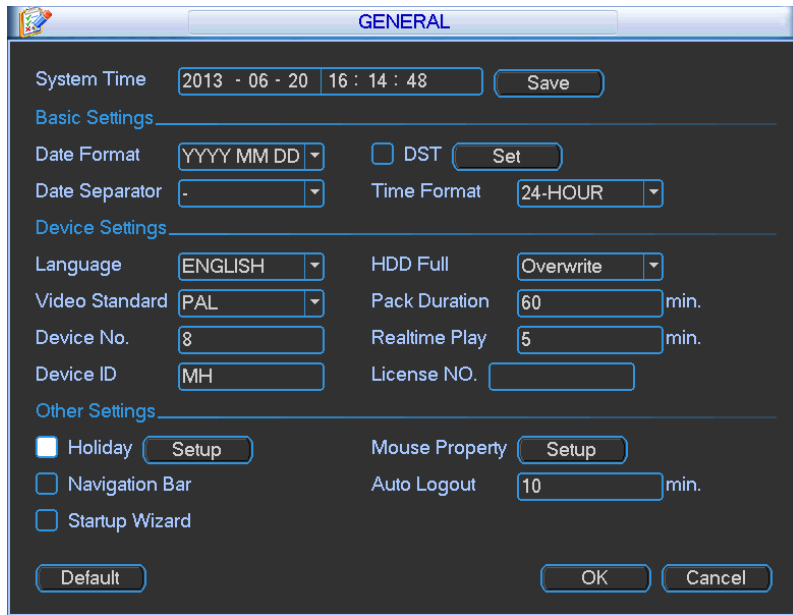 GENERAL
System Time 2013 - 06 - 20 16 : 14 : 48 Save
Basic Settings
Date Format YYYY MM DD DST Set
Date Separator - Time Format 24-HOUR
Device Settings
Language ENGLISH HDD Full Overwrite
Video Standard PAL Pack Duration 60 min.
Device No. 8 Realtime Play 5 min.
Device ID MH License NO.
Other Settings
Holiday Setup Mouse Property Setup
Navigation Bar Auto Logout 10 min.
Startup Wizard
Default OK Cancel